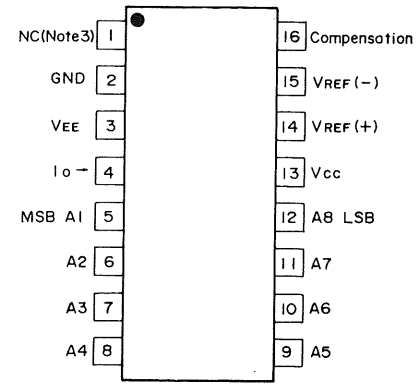 NC(Note3) 1 16 Compensation
GND 2 15 VREF(-)
VEE 3 14 VREF(+)
Io→ 4 13 Vcc
MSB A1 5 12 A8 LSB
A2 6 11 A7
A3 7 10 A6
A4 8 9 A5